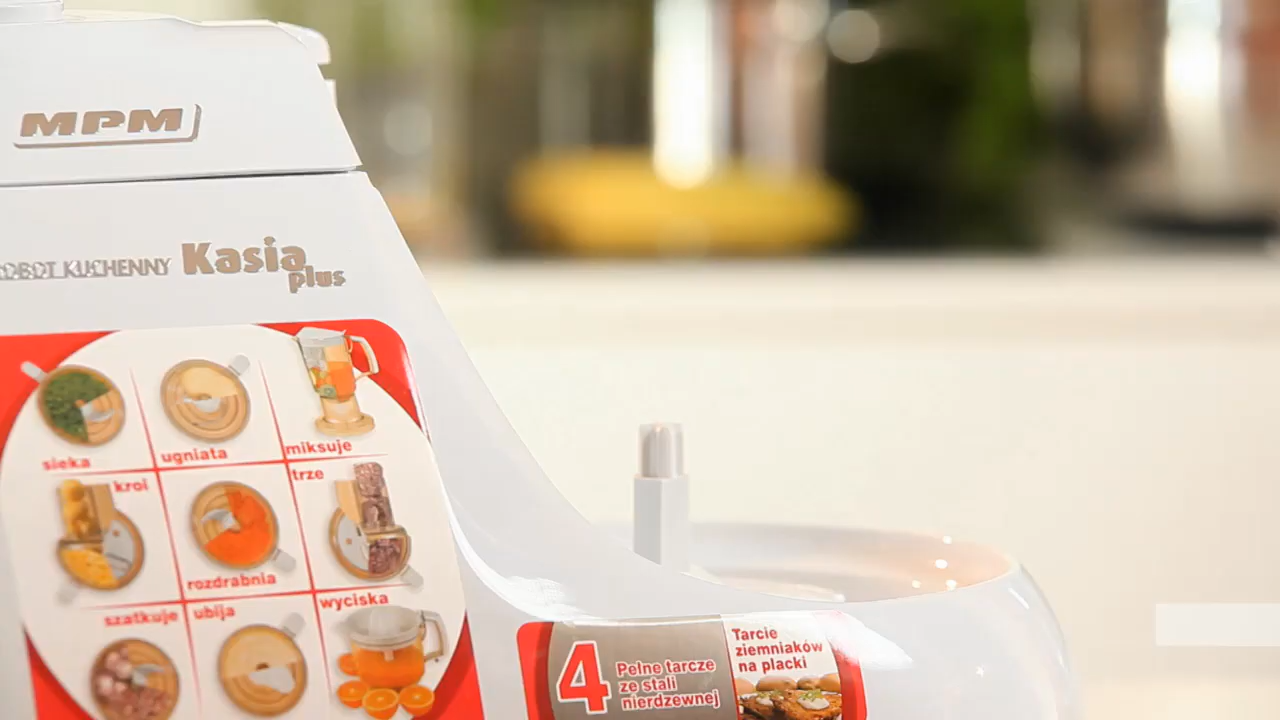 MPM
ROBOT KUCHENNY Kasia plus
sieka
ugniata
miksuje
kroi
rozdrabnia
trze
szatkuje
ubija
wyciska
4 Pełne tarcze
ze stali
nierdzewnej
Tarcie
ziemniaków
na placki